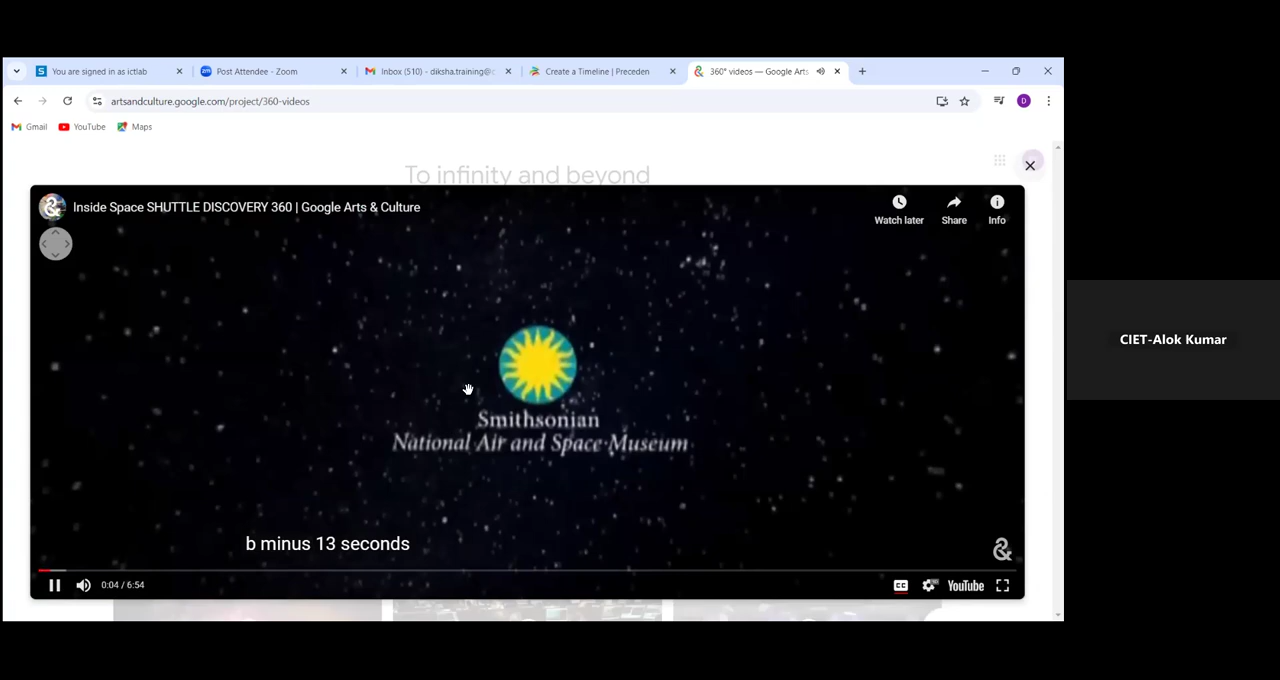 You are signed in as ictlab
Post Attendee - Zoom
Inbox (510) - diksha.training@
Create a Timeline | Preceden
360° videos — Google Arts
artsandculture.google.com/project/360-videos
D
Gmail
YouTube
Maps
To infinity and beyond
Inside Space SHUTTLE DISCOVERY 360 | Google Arts & Culture
Watch later
Share
Info
CIET-Alok Kumar
Smithsonian
National Air and Space Museum
b minus 13 seconds
0:04 / 6:54
CC
YouTube